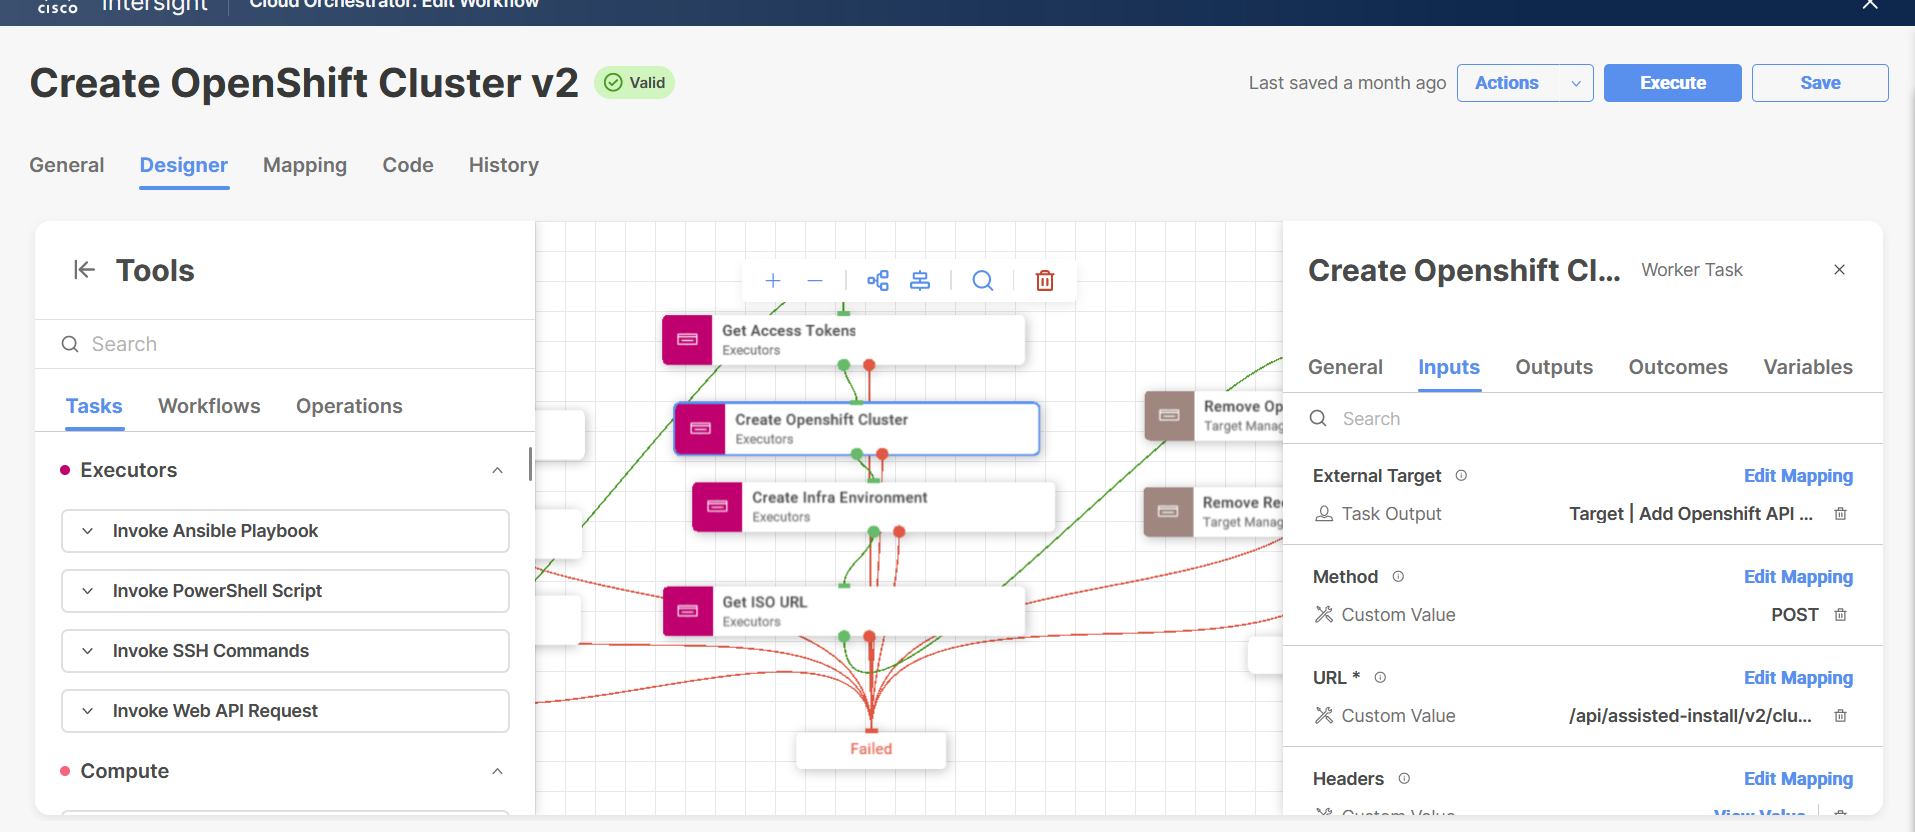 cisco Intersight Cloud Orchestrator: Edit Workflow
Create OpenShift Cluster v2 Valid
Last saved a month ago Actions Execute Save
General Designer Mapping Code History
Tools
Search
Tasks Workflows Operations
Executors
Invoke Ansible Playbook
Invoke PowerShell Script
Invoke SSH Commands
Invoke Web API Request
Compute
Get Access Tokens
Executors
Create Openshift Cluster
Executors
Create Infra Environment
Executors
Get ISO URL
Executors
Failed
Remove Op
Target Manag
Remove Re
Target Manag
Create Openshift Cl... Worker Task
General Inputs Outputs Outcomes Variables
Search
External Target Edit Mapping
Task Output Target | Add Openshift API ...
Method Edit Mapping
Custom Value POST
URL * Edit Mapping
Custom Value /api/assisted-install/v2/clu...
Headers Edit Mapping
Custom Value View Value